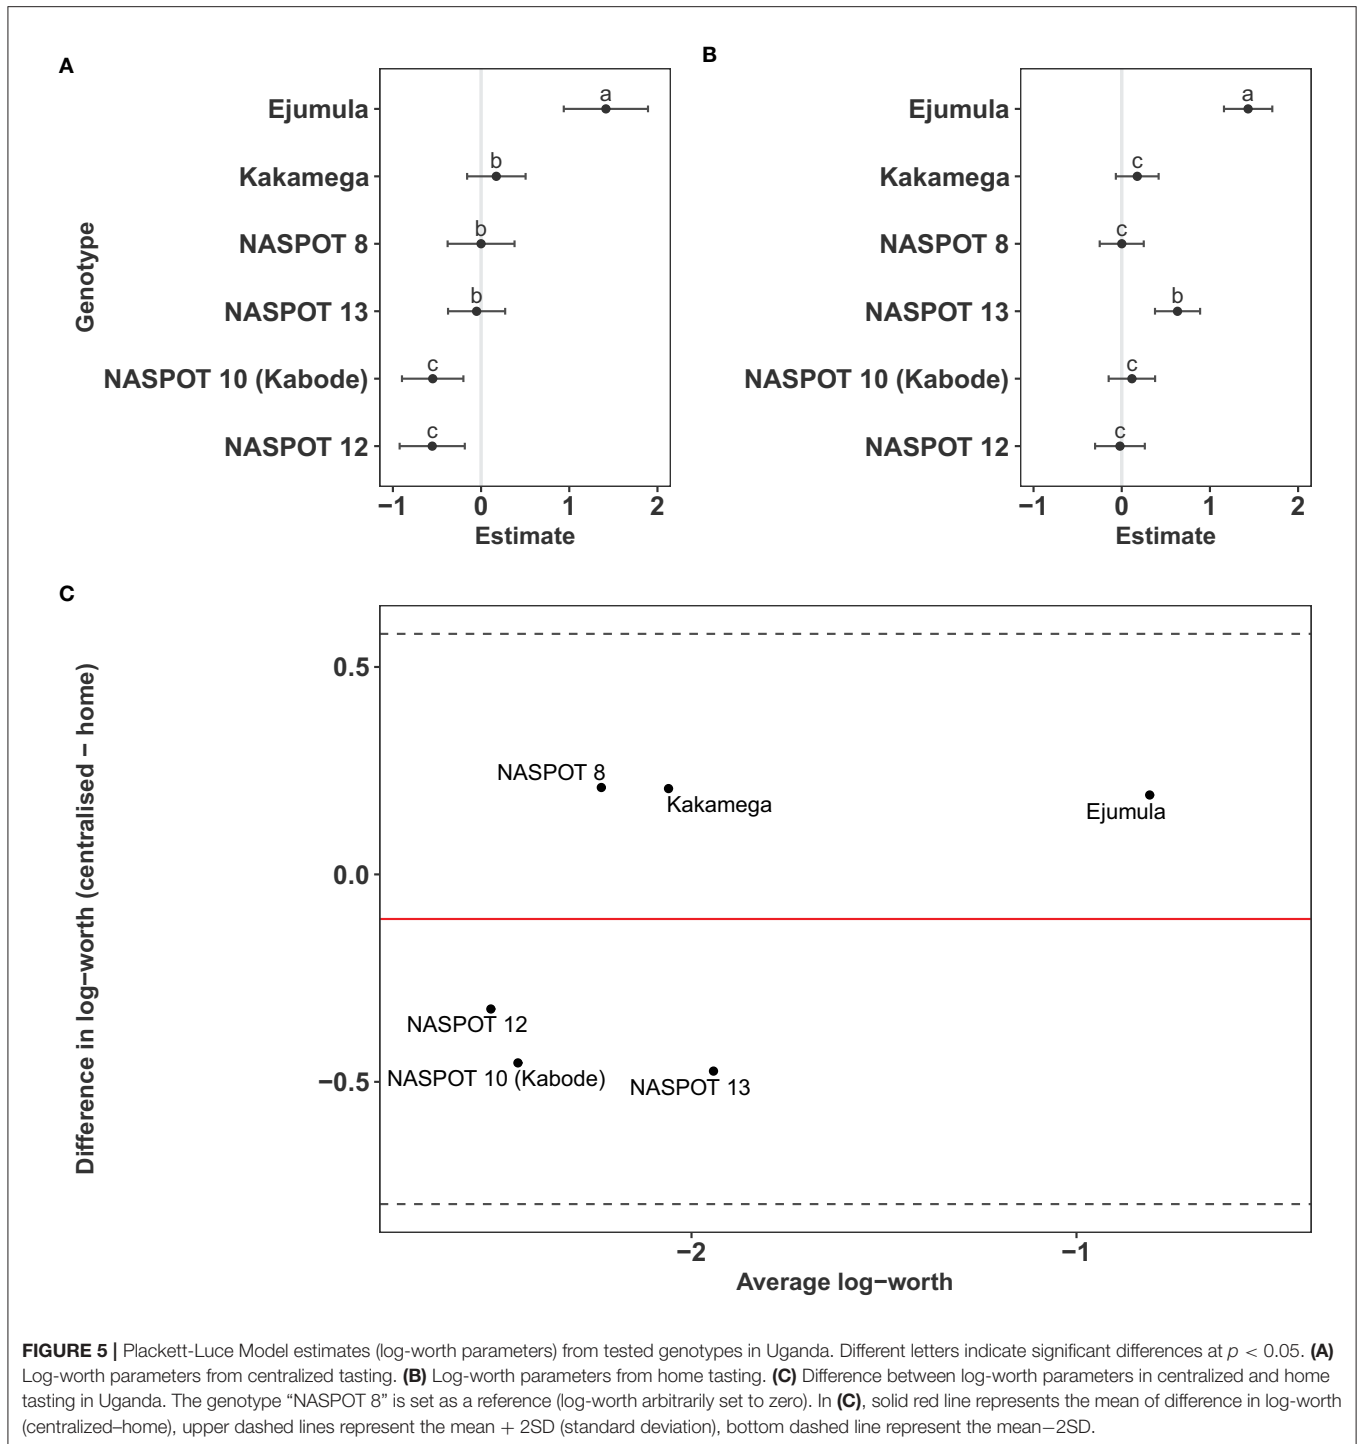 A
B
Genotype
Ejumula
Kakamega
NASPOT 8
NASPOT 13
NASPOT 10 (Kabode)
NASPOT 12
a
b
b
b
c
c
−1 0 1 2
Estimate
Ejumula
Kakamega
NASPOT 8
NASPOT 13
NASPOT 10 (Kabode)
NASPOT 12
a
c
c
b
c
c
−1 0 1 2
Estimate
C
Difference in log−worth (centralised − home)
0.5
0.0
−0.5
NASPOT 8
Kakamega
Ejumula
NASPOT 12
NASPOT 10 (Kabode)
NASPOT 13
−2 −1
Average log−worth
FIGURE 5 | Plackett-Luce Model estimates (log-worth parameters) from tested genotypes in Uganda. Different letters indicate significant differences at p < 0.05. (A)
Log-worth parameters from centralized tasting. (B) Log-worth parameters from home tasting. (C) Difference between log-worth parameters in centralized and home
tasting in Uganda. The genotype “NASPOT 8” is set as a reference (log-worth arbitrarily set to zero). In (C), solid red line represents the mean of difference in log-worth
(centralized–home), upper dashed lines represent the mean + 2SD (standard deviation), bottom dashed line represent the mean−2SD.